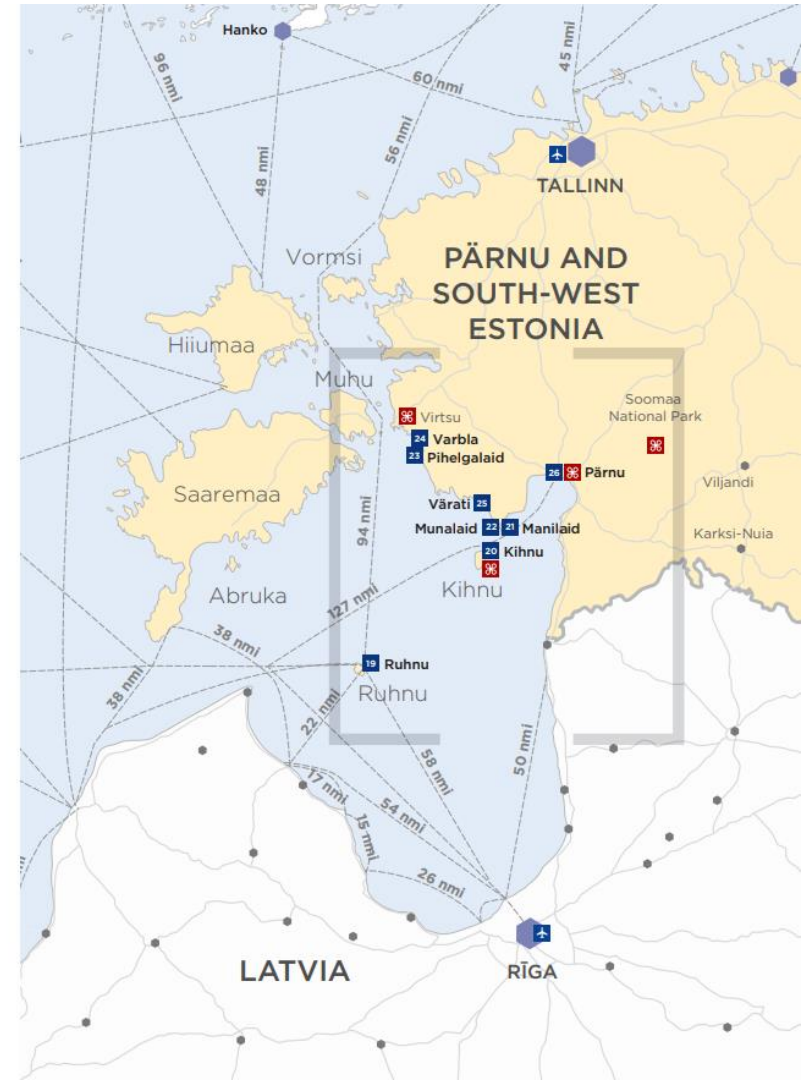 Hanko
96 nmi
60 nmi
45 nmi
48 nmi
56 nmi
TALLINN
Vormsi
PÄRNU AND
SOUTH-WEST
ESTONIA
Hiiumaa
Muhu
Virtsu
Soomaa
National Park
24 Varbla
23 Pihelgalaid
26 Pärnu
Viljandi
Saaremaa
Värati 25
Munalaid 22 21 Manilaid
94 nmi
Karksi-Nuia
20 Kihnu
Kihnu
Abruka
127 nmi
38 nmi
19 Ruhnu
Ruhnu
38 nmi
22 nmi
58 nmi
50 nmi
17 nmi
54 nmi
15 nmi
26 nmi
LATVIA
RĪGA